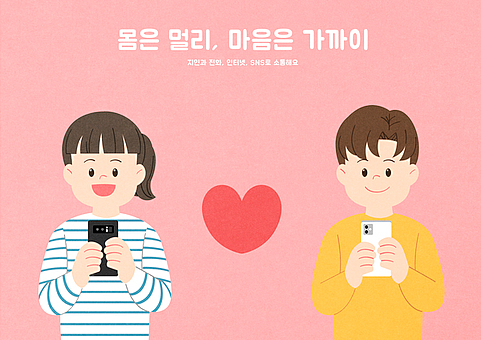 몸은 멀리, 마음은 가까이
지인과 전화, 인터넷, SNS로 소통해요